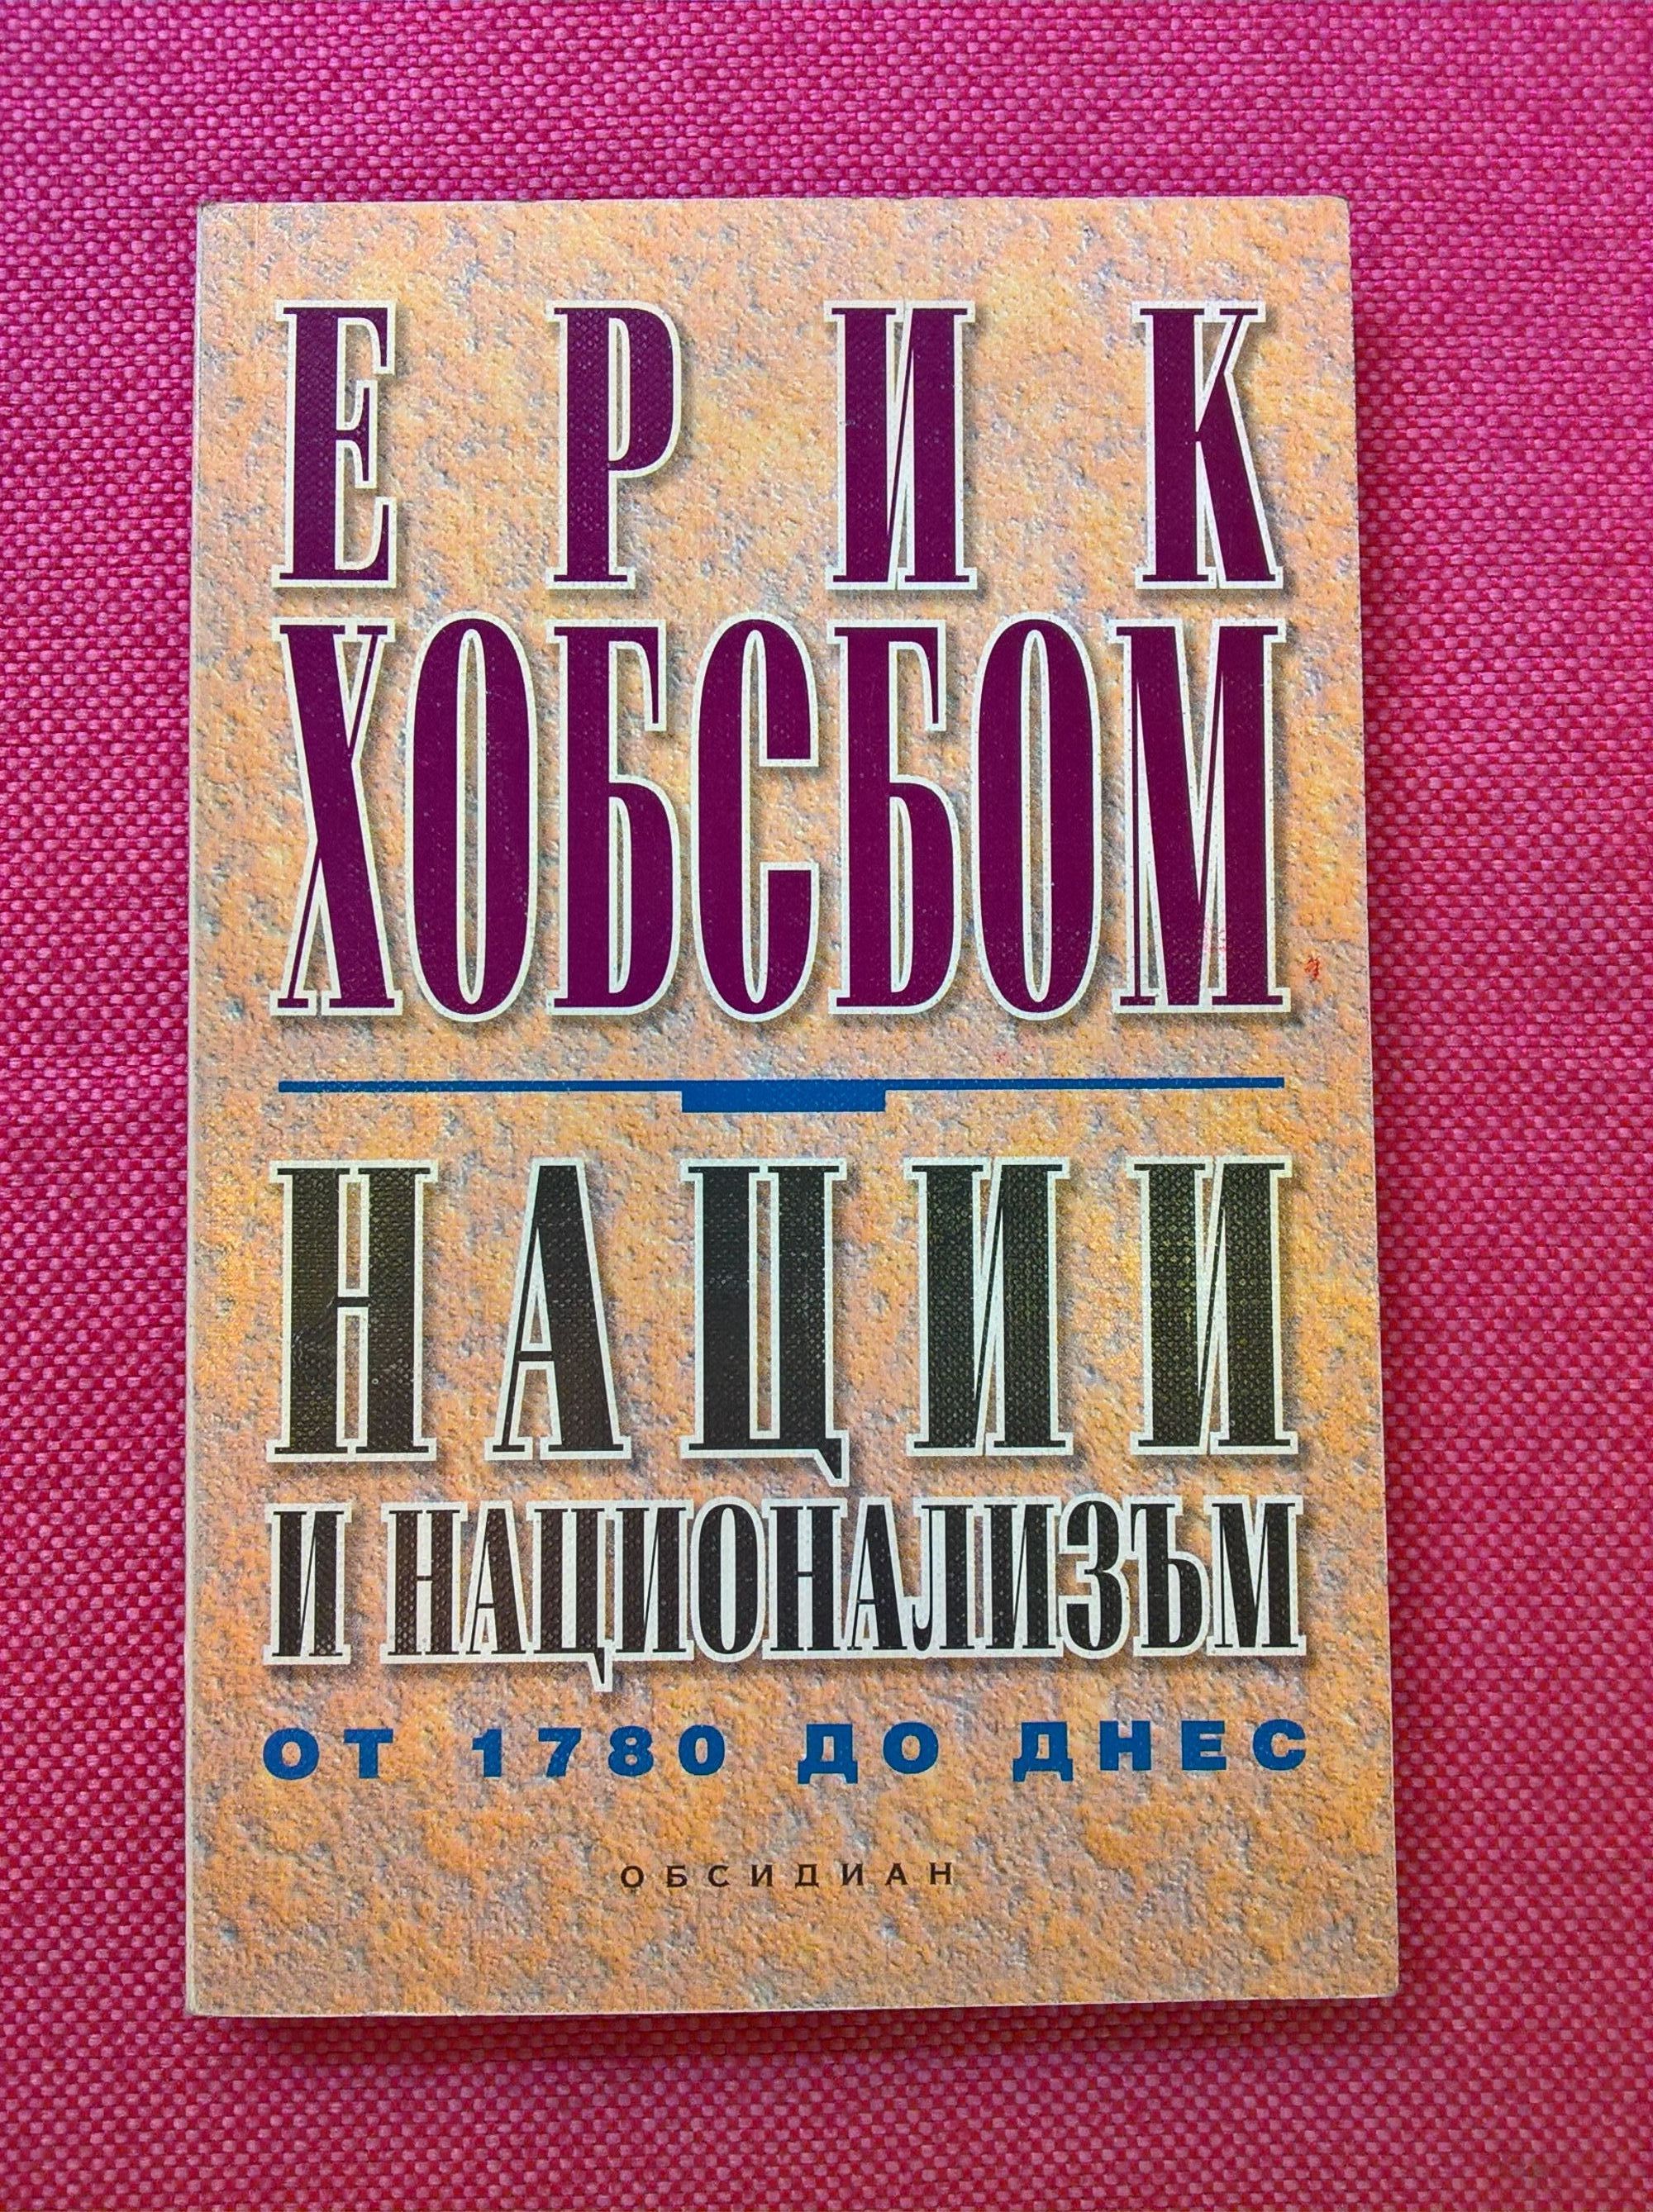 ЕРИК
ХОБСБОМ
НАЦИИ
И НАЦИОНАЛИЗЪМ
ОТ 1780 ДО ДНЕС
ОБСИДИАН